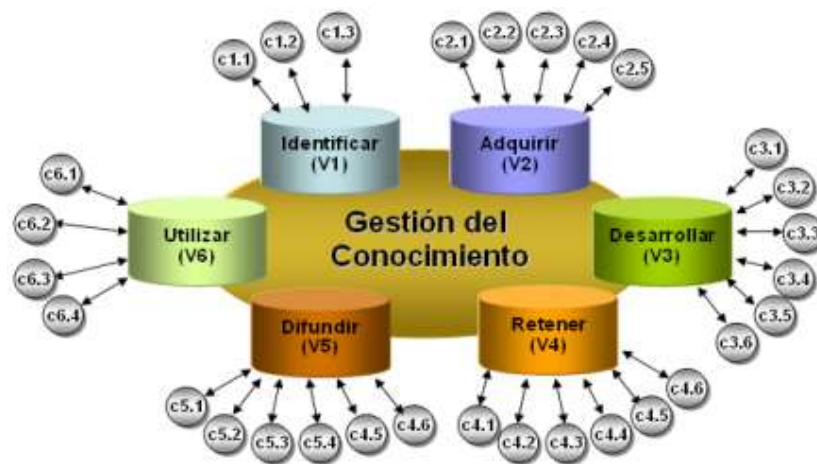 c1.1
c1.2
c1.3
c2.1
c2.2
c2.3
c2.4
c2.5
Identificar
(V1)
Adquirir
(V2)
c3.1
c3.2
c3.3
c3.4
c3.5
c3.6
Desarrollar
(V3)
Gestión del
Conocimiento
c6.1
c6.2
c6.3
c6.4
Utilizar
(V6)
Difundir
(V5)
Retener
(V4)
c5.1
c5.2
c5.3
c5.4
c4.5
c4.6
c4.1
c4.2
c4.3
c4.4
c4.5
c4.6